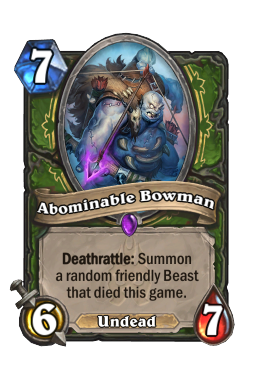 7
Abominable Bowman
Deathrattle: Summon
a random friendly Beast
that died this game.
6
Undead
7